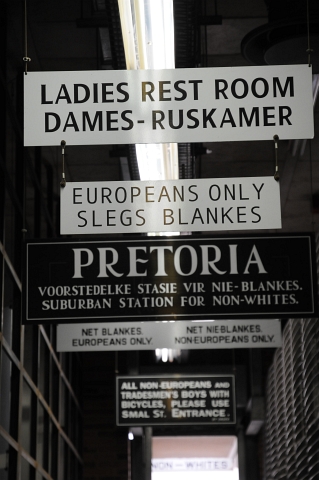 LADIES REST ROOM
DAMES-RUSKAMER
EUROPEANS ONLY
SLEGS BLANKES
PRETORIA
VOORSTEDELKE STASIE VIR NIE-BLANKES.
SUBURBAN STATION FOR NON-WHITES.
NET BLANKES.
EUROPEANS ONLY.
NET NIE-BLANKES.
NON-EUROPEANS ONLY.
ALL NON-EUROPEANS AND
TRADESMEN'S BOYS WITH
BICYCLES, PLEASE USE
SMAL ST. ENTRANCE.
NON-WHITES